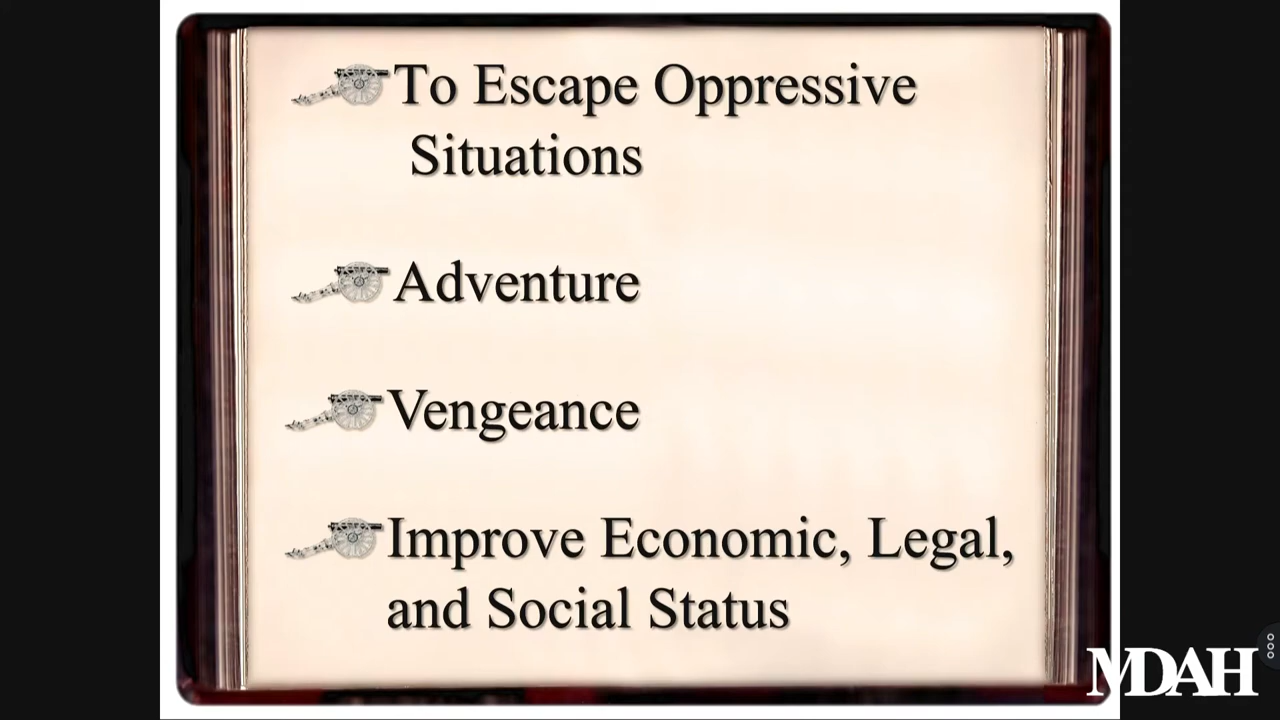 To Escape Oppressive
Situations
Adventure
Vengeance
Improve Economic, Legal,
and Social Status
MDAH